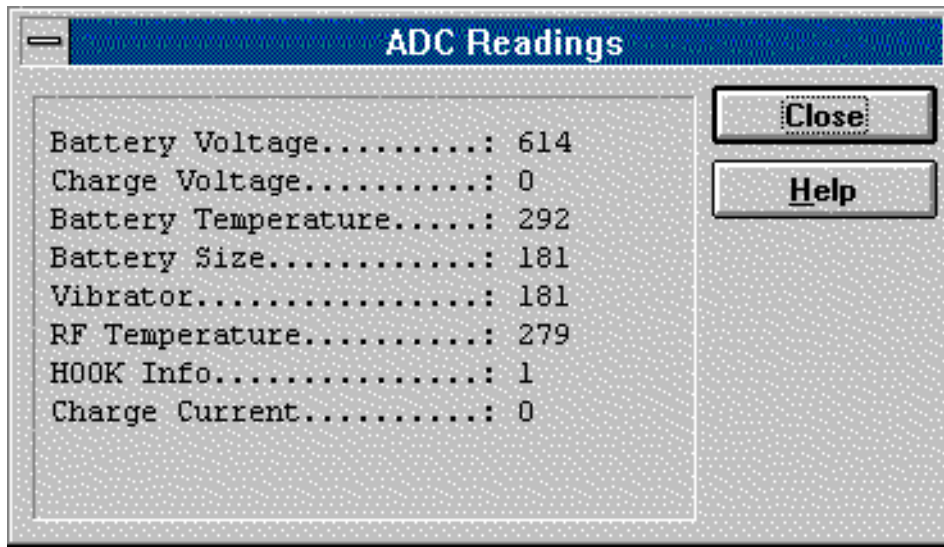 ADC Readings
Battery Voltage.........: 614
Charge Voltage..........: 0
Battery Temperature.....: 292
Battery Size............: 181
Vibrator................: 181
RF Temperature..........: 279
HOOK Info...............: 1
Charge Current..........: 0
Close
Help